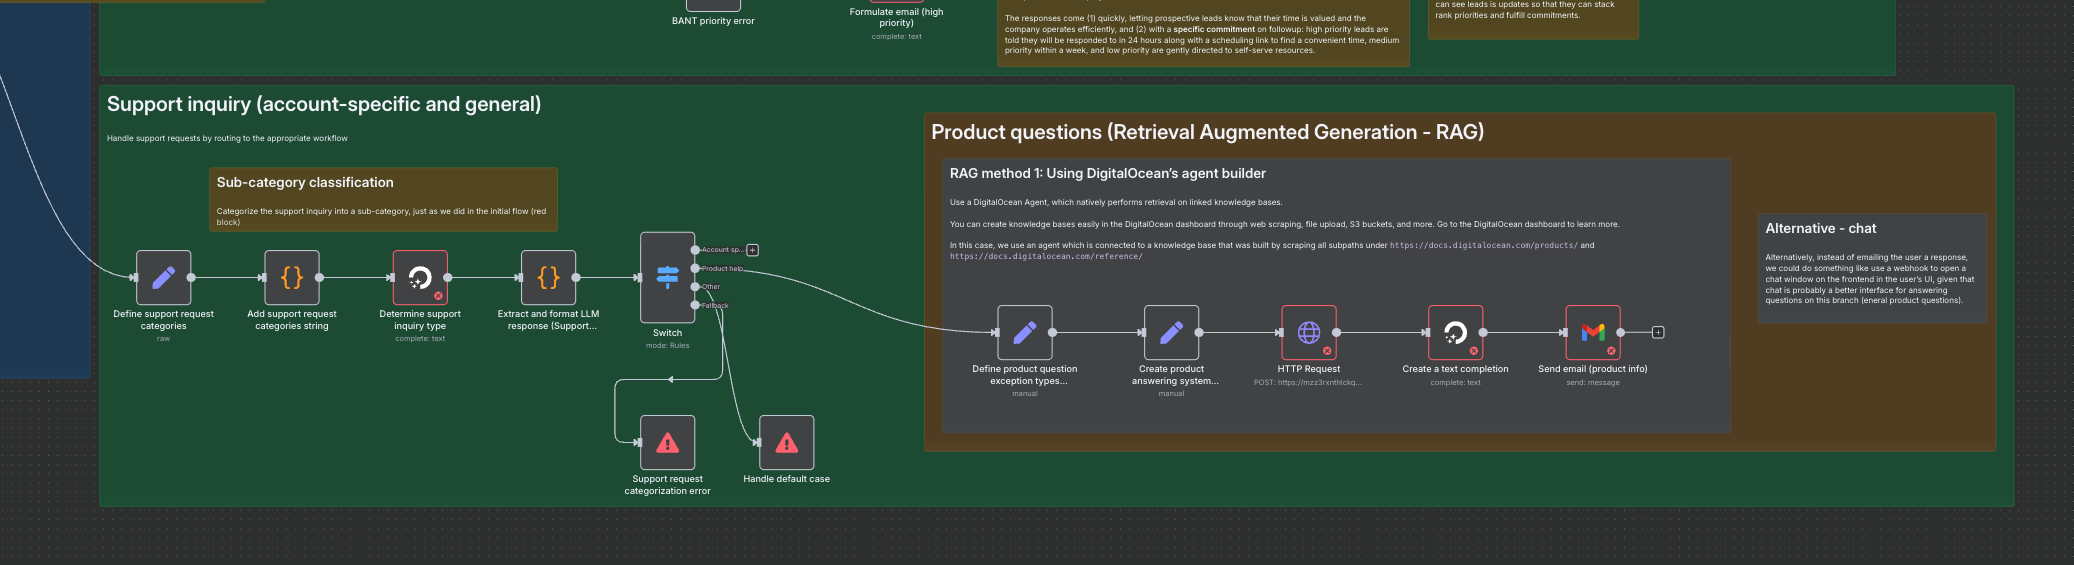 BANT priority error
Formulate email (high
priority)
complete: text
The responses come (1) quickly, letting prospective leads know that their time is valued and the
company operates efficiently, and (2) with a specific commitment on followup: high priority leads are
told they will be responded to in 24 hours along with a scheduling link to find a convenient time, medium
priority within a week, and low priority are gently directed to self-serve resources.
can see leads is updates so that they can stack
rank priorities and fulfill commitments.
Support inquiry (account-specific and general)
Handle support requests by routing to the appropriate workflow
Sub-category classification
Categorize the support inquiry into a sub-category, just as we did in the initial flow (red
block)
Define support request
categories
raw
Add support request
categories string
Determine support
inquiry type
complete: text
Extract and format LLM
response (Support...
Account sp...
Product help
Other
Fallback
Switch
mode: Rules
Support request
categorization error
Handle default case
Product questions (Retrieval Augmented Generation - RAG)
RAG method 1: Using DigitalOcean's agent builder
Use a DigitalOcean Agent, which natively performs retrieval on linked knowledge bases.
You can create knowledge bases easily in the DigitalOcean dashboard through web scraping, file upload, S3 buckets, and more. Go to the DigitalOcean dashboard to learn more.
In this case, we use an agent which is connected to a knowledge base that was built by scraping all subpaths under https://docs.digitalocean.com/products/ and
https://docs.digitalocean.com/reference/
Define product question
exception types...
manual
Create product
answering system...
manual
HTTP Request
POST: https://mzz3rxnthlckq...
Create a text completion
complete: text
Send email (product info)
send: message
Alternative - chat
Alternatively, instead of emailing the user a response,
we could do something like use a webhook to open a
chat window on the frontend in the user's UI, given that
chat is probably a better interface for answering
questions on this branch (eneral product questions).